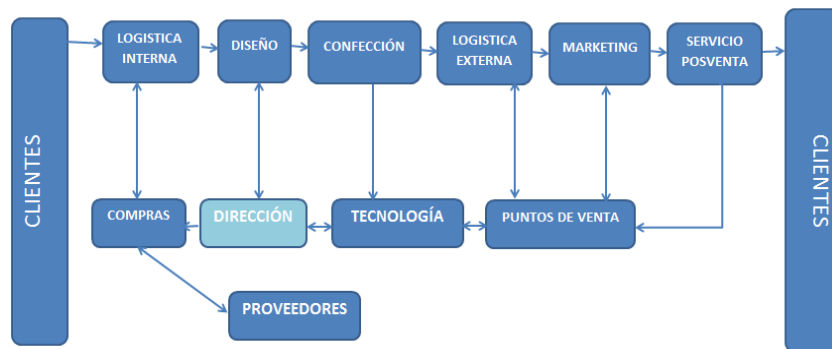 CLIENTES
LOGISTICA
INTERNA
DISEÑO
CONFECCIÓN
LOGISTICA
EXTERNA
MARKETING
SERVICIO
POSVENTA
CLIENTES
COMPRAS
DIRECCIÓN
TECNOLOGÍA
PUNTOS DE VENTA
PROVEEDORES